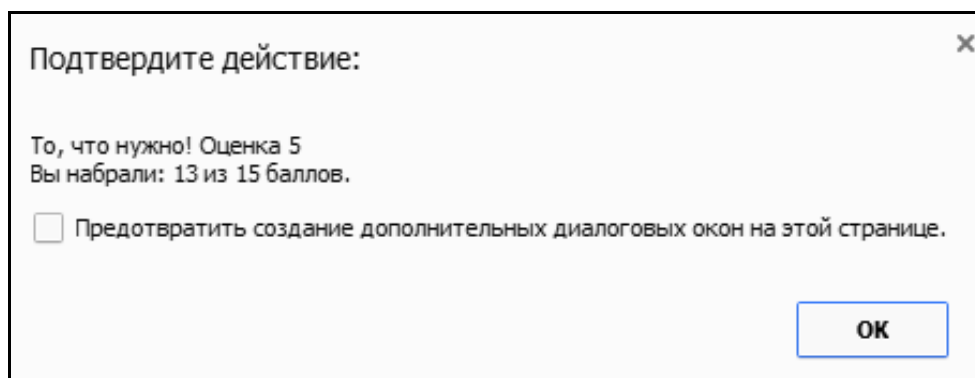 Подтвердите действие:
То, что нужно! Оценка 5
Вы набрали: 13 из 15 баллов.
Предотвратить создание дополнительных диалоговых окон на этой странице.
ОК